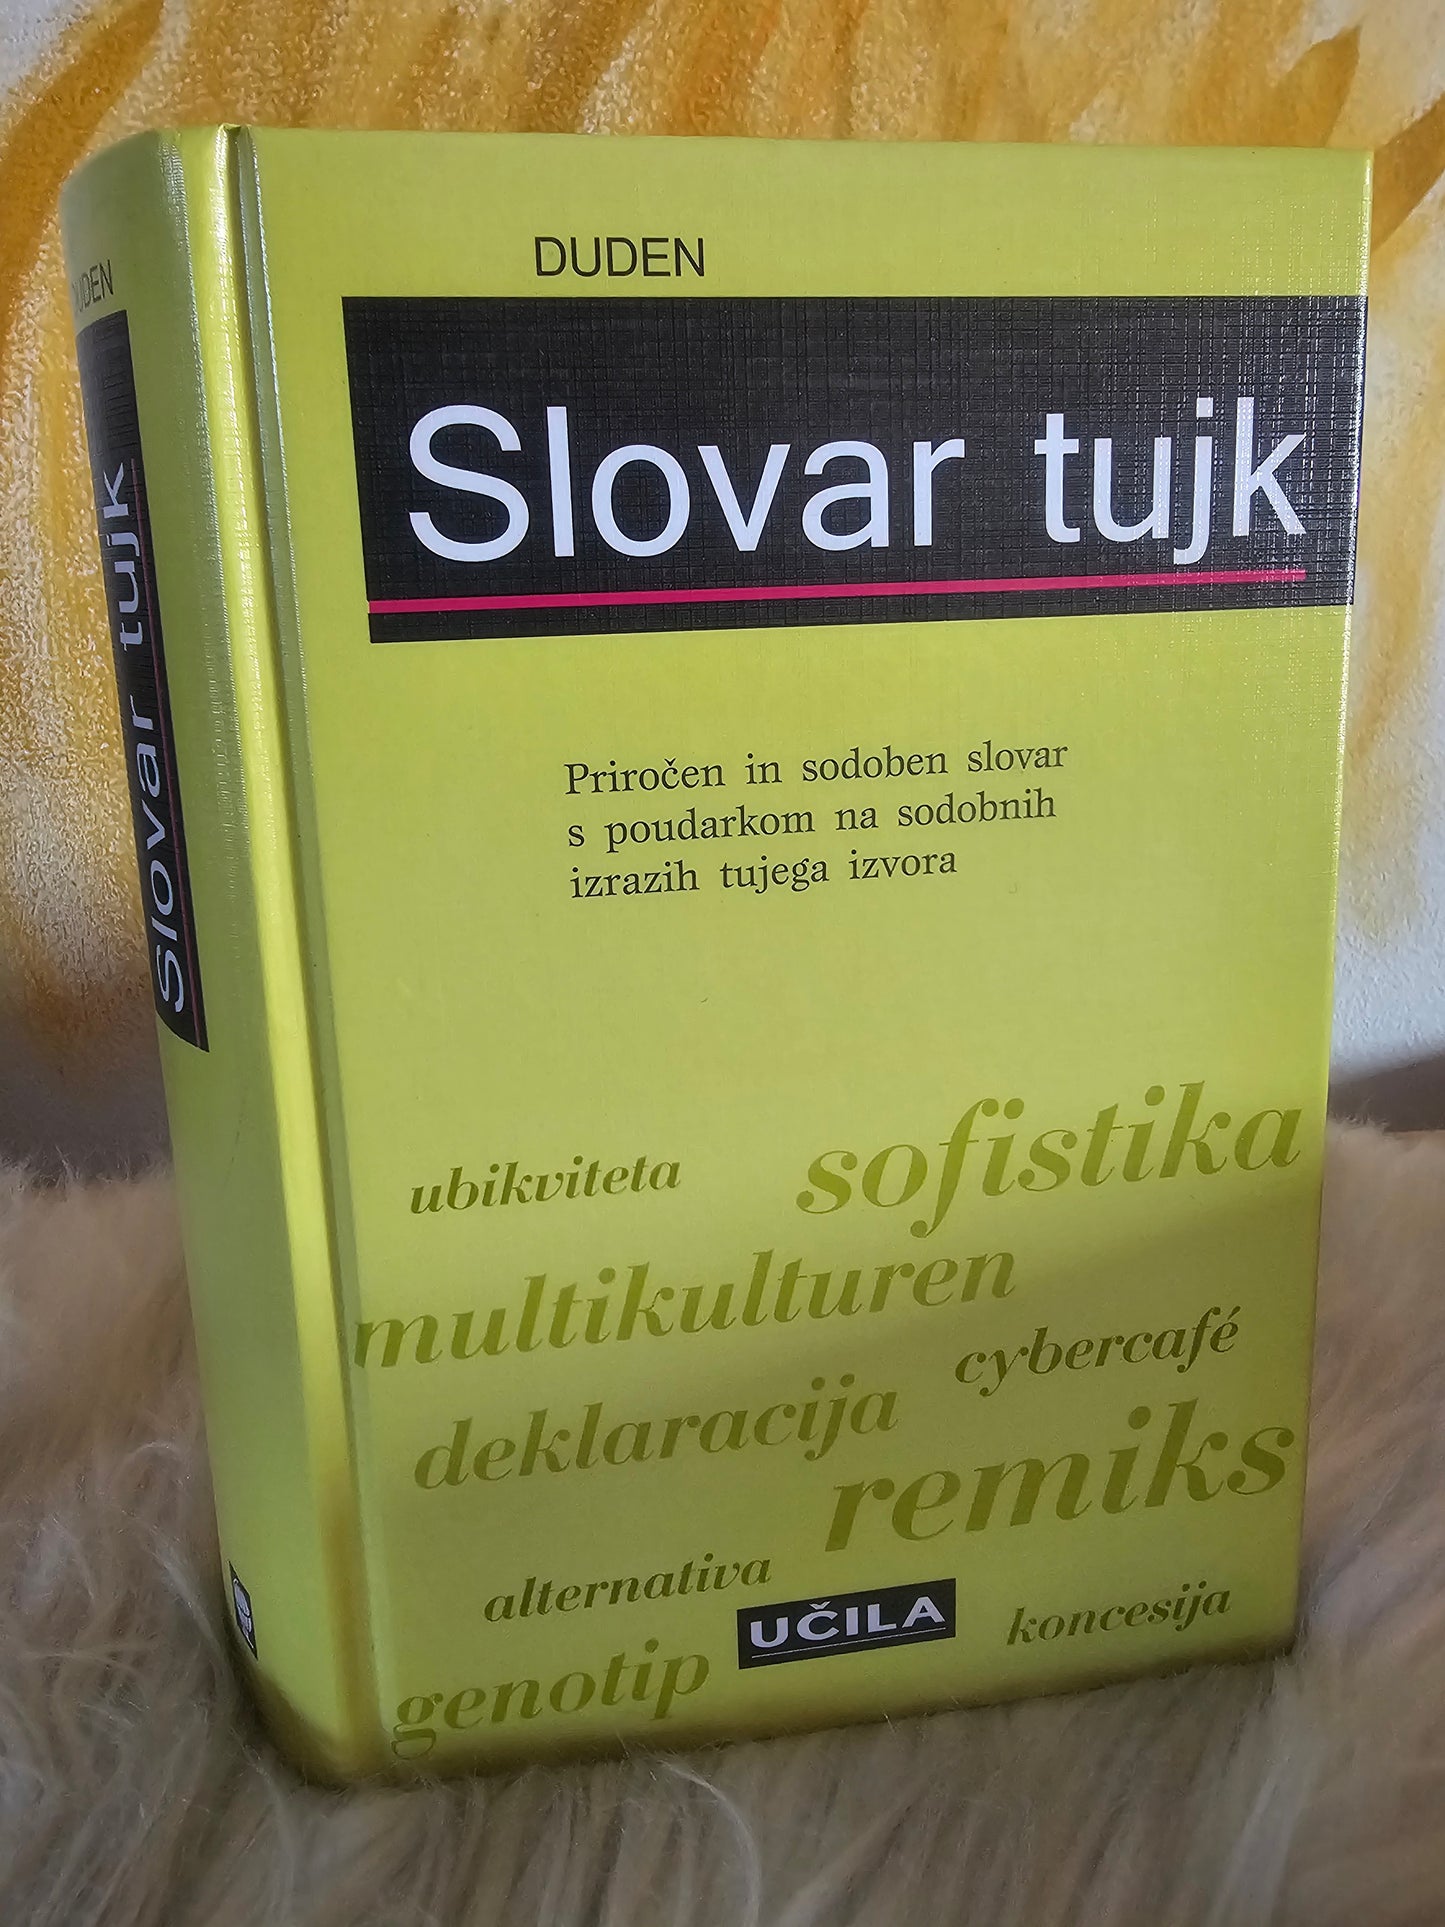 DUDEN
Slovar tujk
DUDEN
Slovar tujk
Priročen in sodoben slovar
s poudarkom na sodobnih
izrazih tujega izvora
sofistika
ubikviteta
multikulturen
cybercafé
deklaracija
remiks
alternativa
UČILA
koncesija
genotip